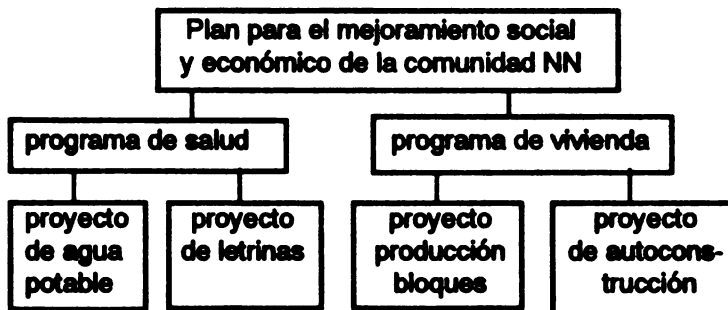 Plan para el mejoramiento social
y económico de la comunidad NN
programa de salud
programa de vivienda
proyecto
de agua
potable
proyecto
de letrinas
proyecto
producción
bloques
proyecto
de autocons-
trucción